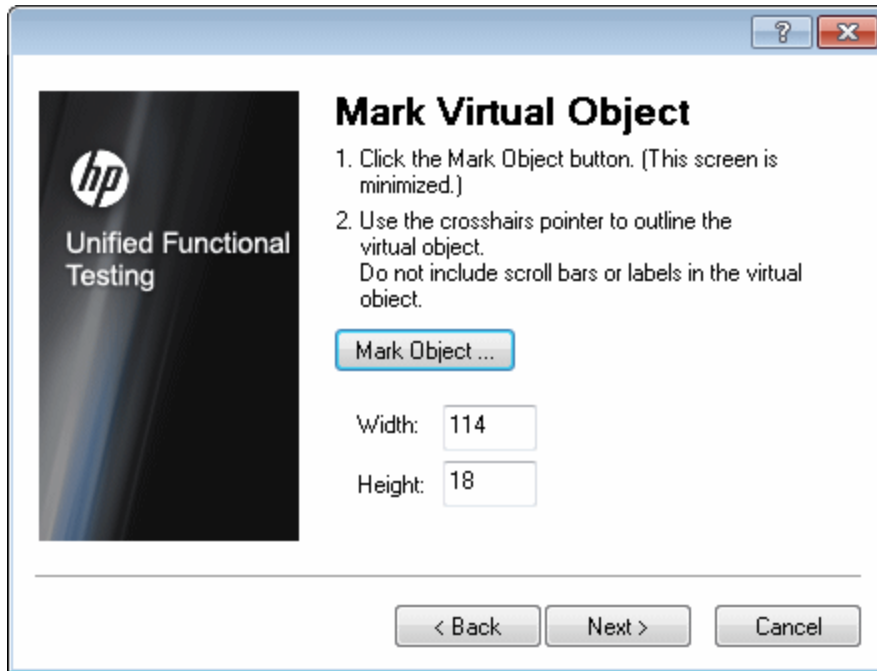 hp
Unified Functional
Testing
Mark Virtual Object
1. Click the Mark Object button. (This screen is
minimized.)
2. Use the crosshairs pointer to outline the
virtual object.
Do not include scroll bars or labels in the virtual
object.
Mark Object ...
Width: 114
Height: 18
< Back Next > Cancel